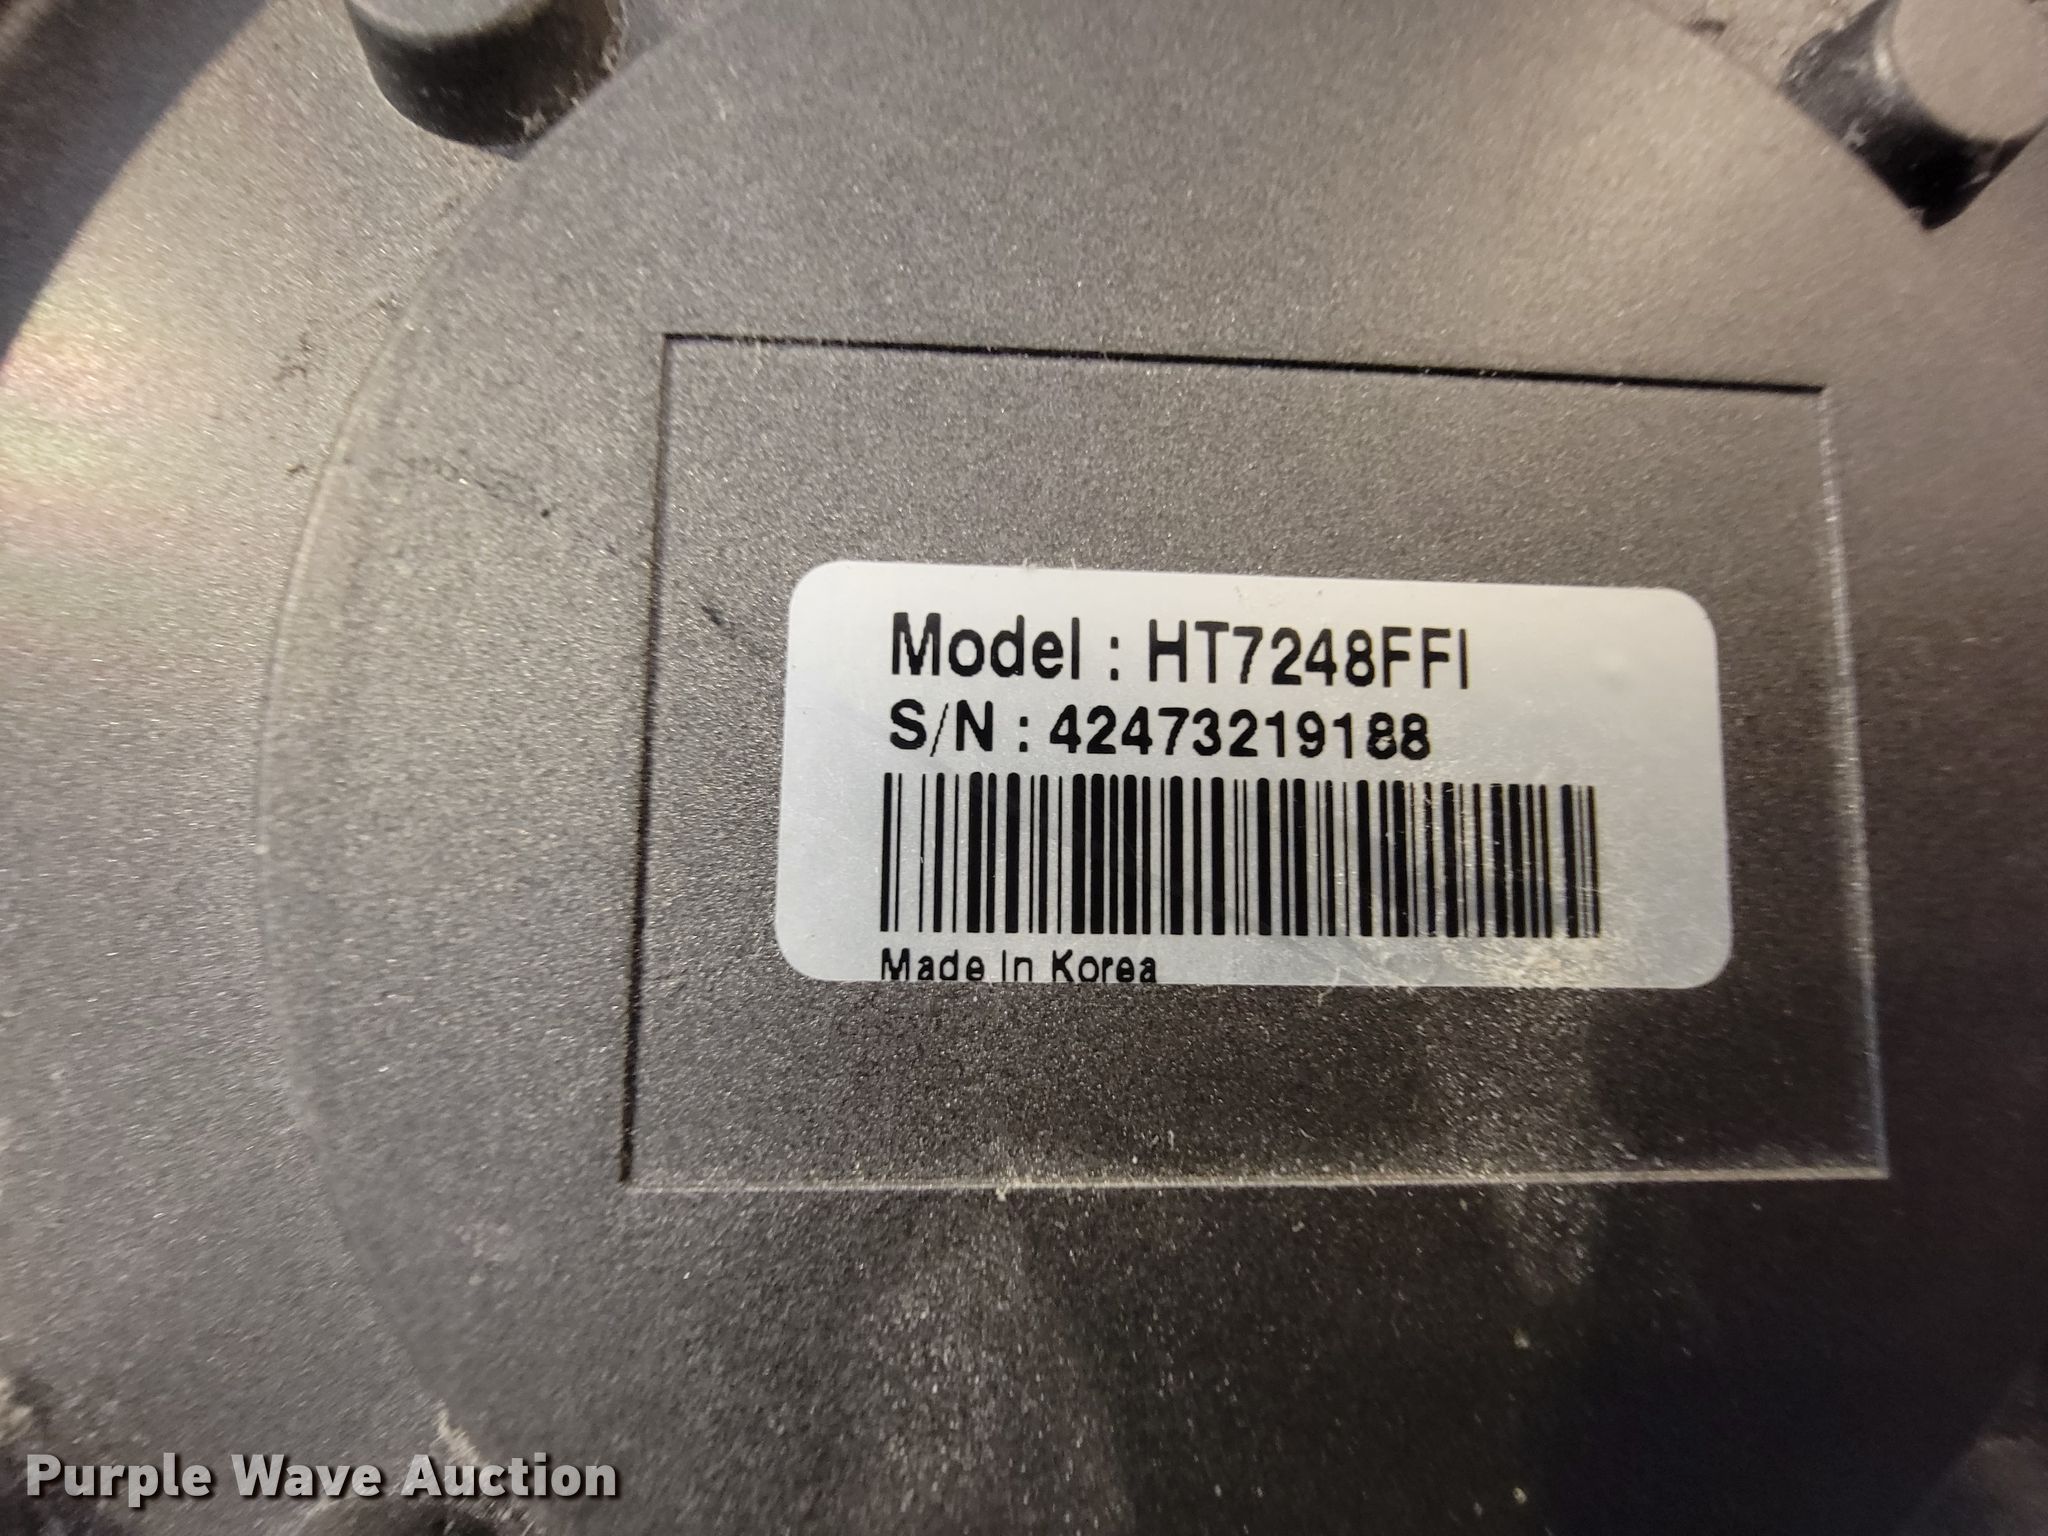 Model : HT7248FFI
S/N : 42473219188
Made In Korea
Purple Wave Auction